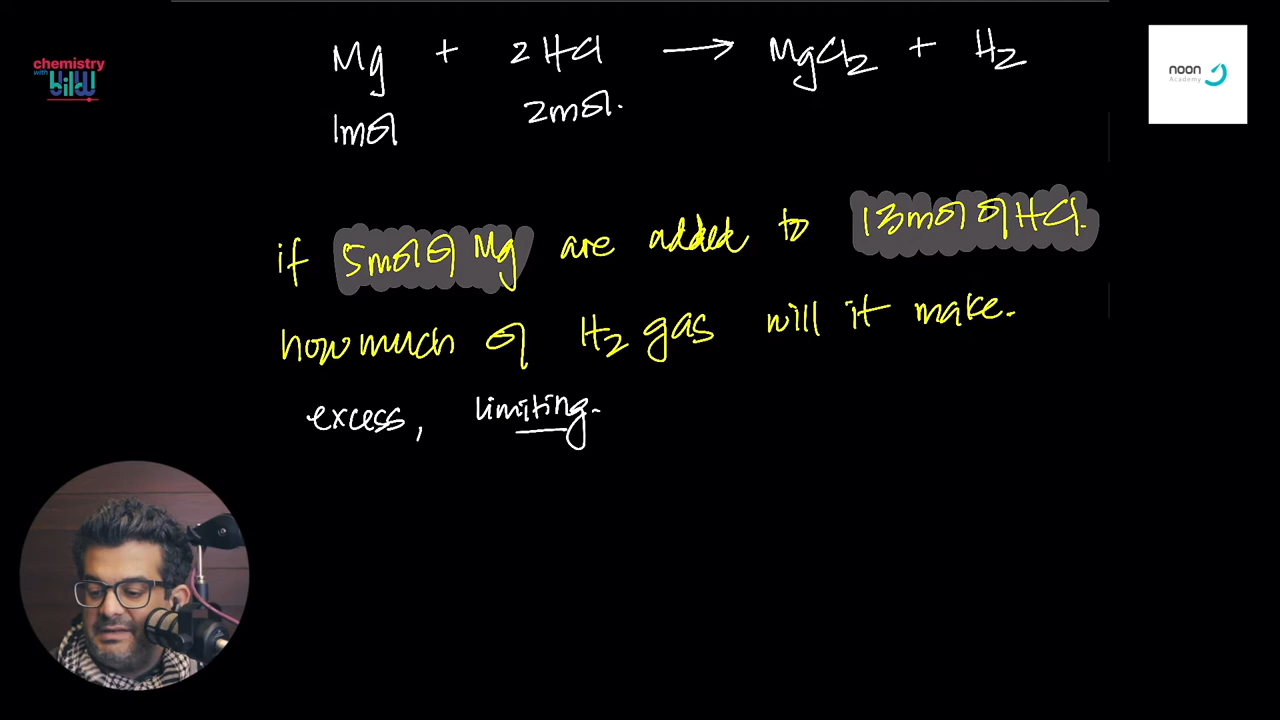 Mg + 2HCl → MgCl2 + H2
1mol 2mol.
if 5mol of Mg are added to 13mol of HCl.
how much of H2 gas will it make.
excess, limiting.
chemistry
with bilal
noon
Academy